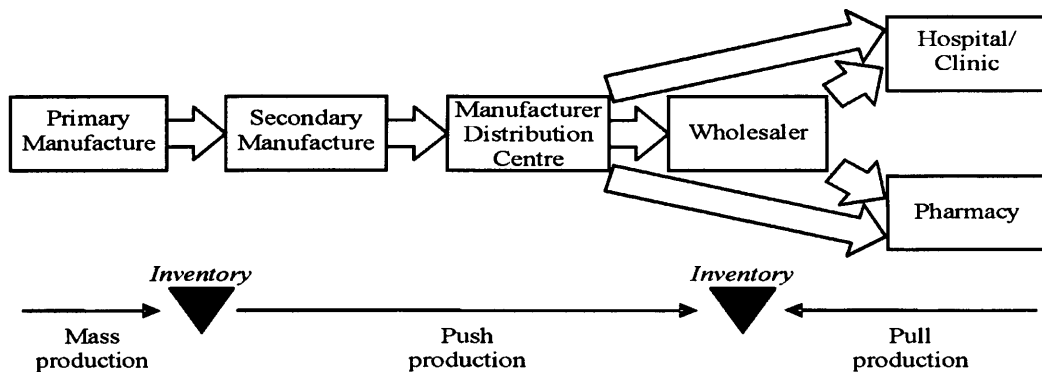 Hospital/
Clinic
Primary
Manufacture
Secondary
Manufacture
Manufacturer
Distribution
Centre
Wholesaler
Pharmacy
Inventory
Inventory
Mass
production
Push
production
Pull
production